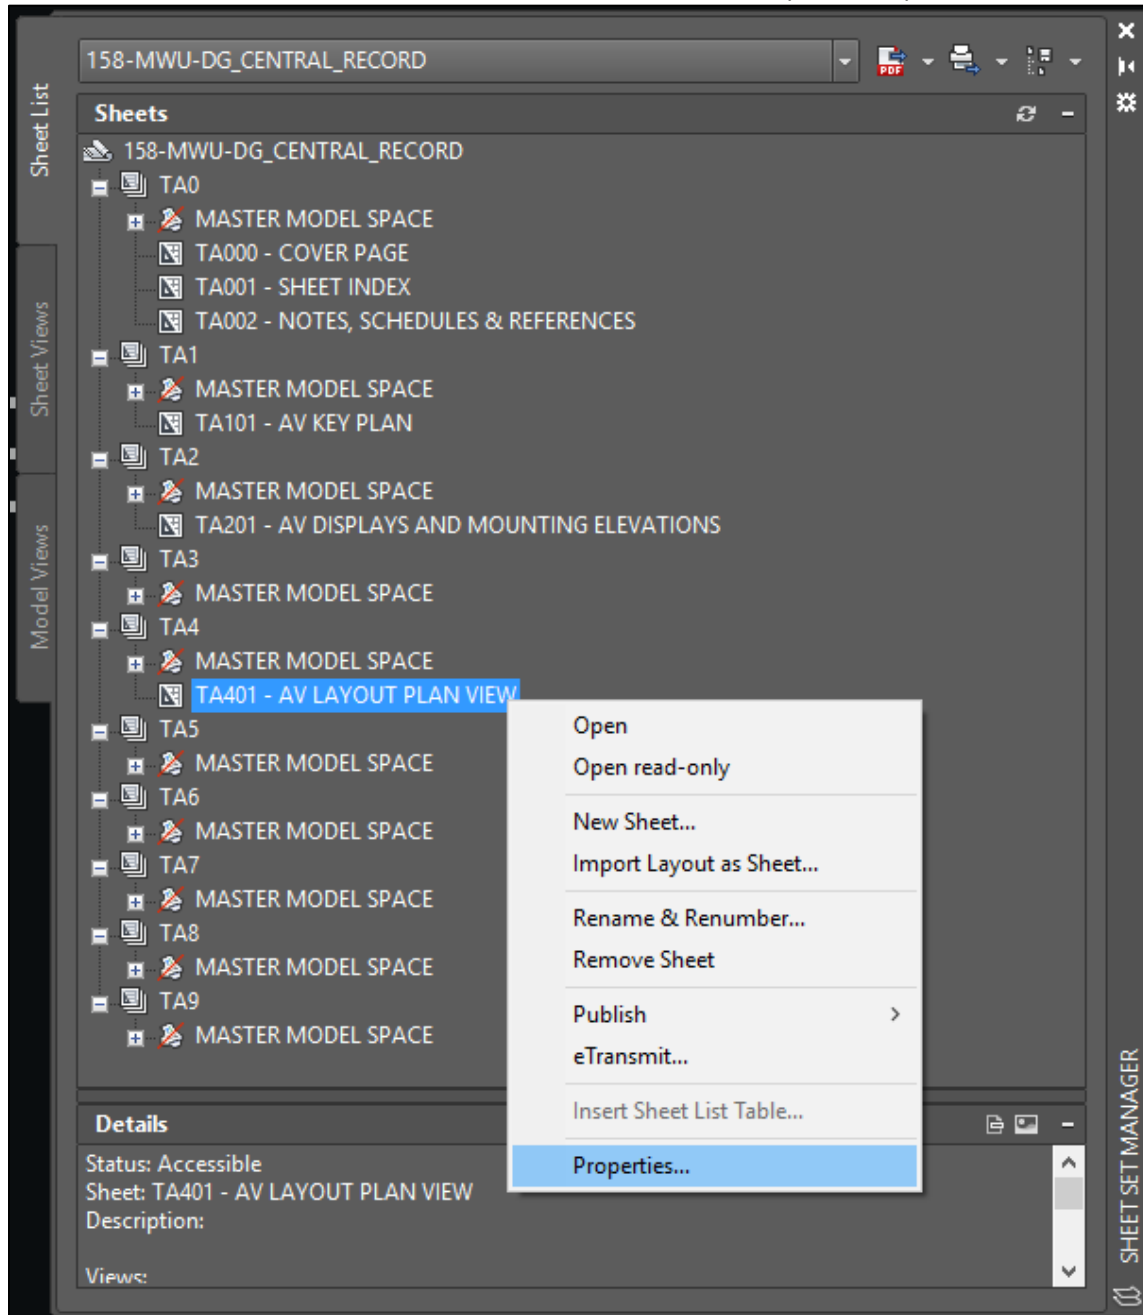 158-MWU-DG_CENTRAL_RECORD
PDF
Sheets
158-MWU-DG_CENTRAL_RECORD
TA0
MASTER MODEL SPACE
TA000 - COVER PAGE
TA001 - SHEET INDEX
TA002 - NOTES, SCHEDULES & REFERENCES
TA1
MASTER MODEL SPACE
TA101 - AV KEY PLAN
TA2
MASTER MODEL SPACE
TA201 - AV DISPLAYS AND MOUNTING ELEVATIONS
TA3
MASTER MODEL SPACE
TA4
MASTER MODEL SPACE
TA401 - AV LAYOUT PLAN VIEW
TA5
MASTER MODEL SPACE
TA6
MASTER MODEL SPACE
TA7
MASTER MODEL SPACE
TA8
MASTER MODEL SPACE
TA9
MASTER MODEL SPACE
Open
Open read-only
New Sheet...
Import Layout as Sheet...
Rename & Renumber...
Remove Sheet
Publish
eTransmit...
Insert Sheet List Table...
Properties...
Details
Status: Accessible
Sheet: TA401 - AV LAYOUT PLAN VIEW
Description:
Views:
Sheet List
Sheet Views
Model Views
SHEET SET MANAGER